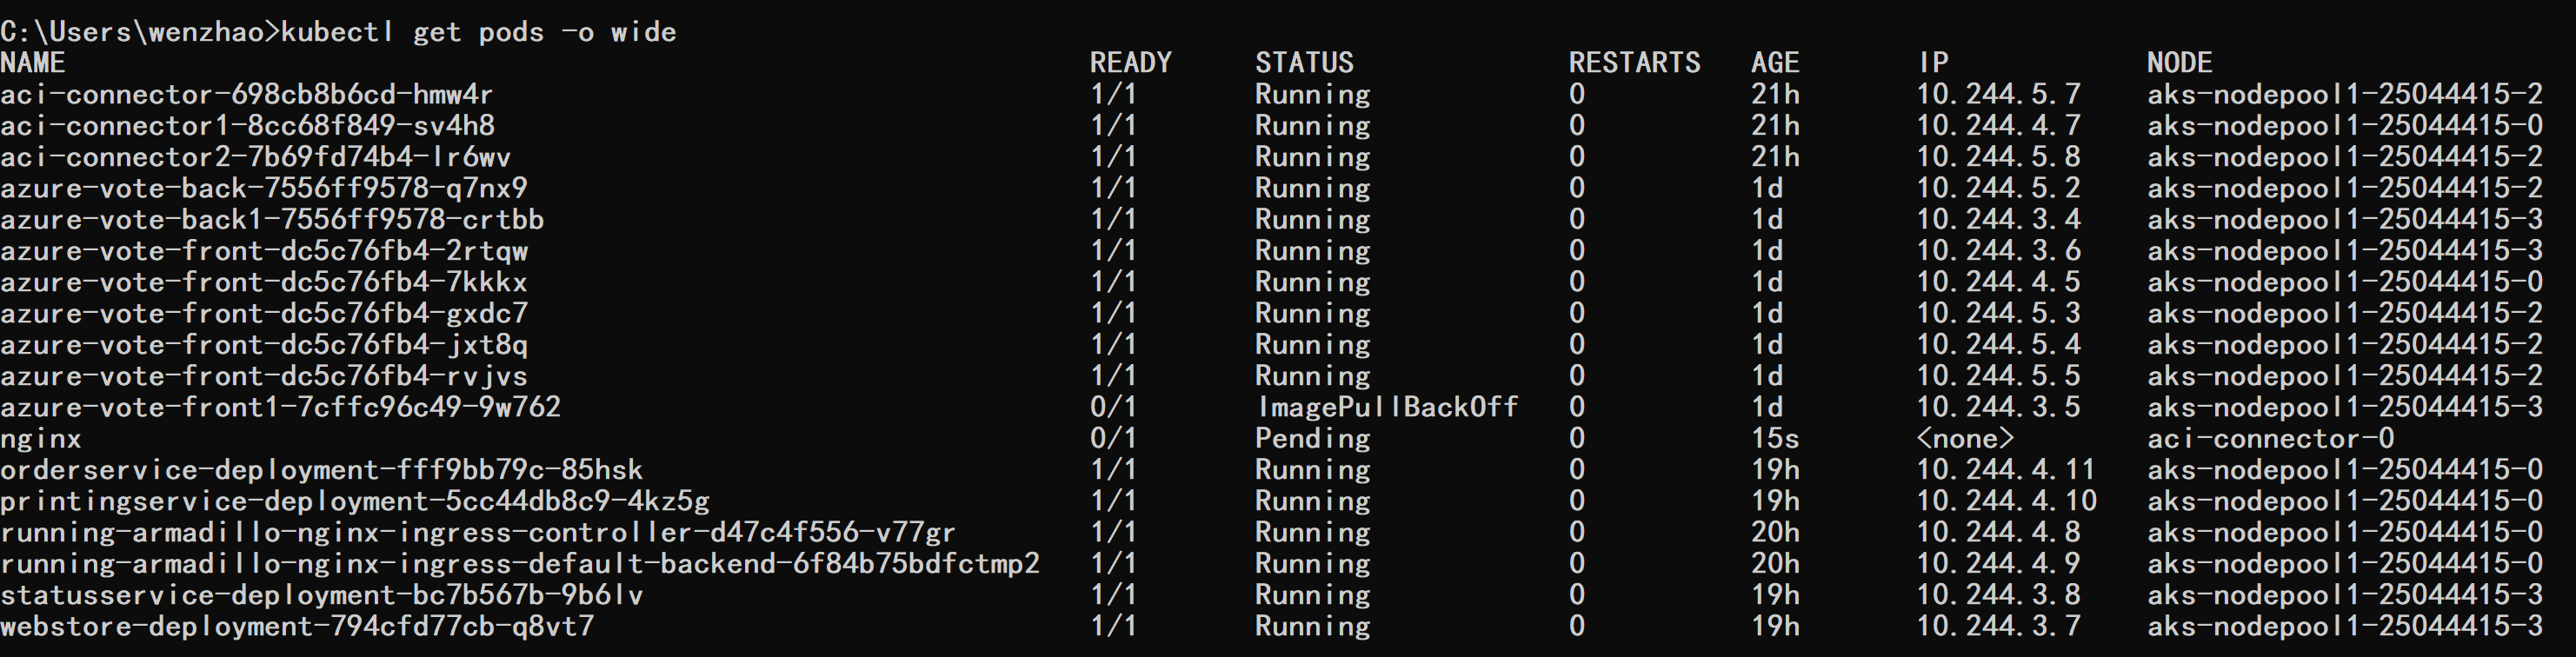 C:\Users\wenzhao>kubectl get pods -o wide
NAME READY STATUS RESTARTS AGE IP NODE
aci-connector-698cb8b6cd-hmw4r 1/1 Running 0 21h 10.244.5.7 aks-nodepool1-25044415-2
aci-connector1-8cc68f849-sv4h8 1/1 Running 0 21h 10.244.4.7 aks-nodepool1-25044415-0
aci-connector2-7b69fd74b4-lr6wv 1/1 Running 0 21h 10.244.5.8 aks-nodepool1-25044415-2
azure-vote-back-7556ff9578-q7nx9 1/1 Running 0 1d 10.244.5.2 aks-nodepool1-25044415-2
azure-vote-back1-7556ff9578-crtbb 1/1 Running 0 1d 10.244.3.4 aks-nodepool1-25044415-3
azure-vote-front-dc5c76fb4-2rtqw 1/1 Running 0 1d 10.244.3.6 aks-nodepool1-25044415-3
azure-vote-front-dc5c76fb4-7kkkx 1/1 Running 0 1d 10.244.4.5 aks-nodepool1-25044415-0
azure-vote-front-dc5c76fb4-gxdc7 1/1 Running 0 1d 10.244.5.3 aks-nodepool1-25044415-2
azure-vote-front-dc5c76fb4-jxt8q 1/1 Running 0 1d 10.244.5.4 aks-nodepool1-25044415-2
azure-vote-front-dc5c76fb4-rvjvs 1/1 Running 0 1d 10.244.5.5 aks-nodepool1-25044415-2
azure-vote-front1-7cffc96c49-9w762 0/1 ImagePullBackOff 0 1d 10.244.3.5 aks-nodepool1-25044415-3
nginx 0/1 Pending 0 15s <none> aci-connector-0
orderservice-deployment-fff9bb79c-85hsk 1/1 Running 0 19h 10.244.4.11 aks-nodepool1-25044415-0
printingservice-deployment-5cc44db8c9-4kz5g 1/1 Running 0 19h 10.244.4.10 aks-nodepool1-25044415-0
running-armadillo-nginx-ingress-controller-d47c4f556-v77gr 1/1 Running 0 20h 10.244.4.8 aks-nodepool1-25044415-0
running-armadillo-nginx-ingress-default-backend-6f84b75bdfctmp2 1/1 Running 0 20h 10.244.4.9 aks-nodepool1-25044415-0
statusservice-deployment-bc7b567b-9b6lv 1/1 Running 0 19h 10.244.3.8 aks-nodepool1-25044415-3
webstore-deployment-794cfd77cb-q8vt7 1/1 Running 0 19h 10.244.3.7 aks-nodepool1-25044415-3